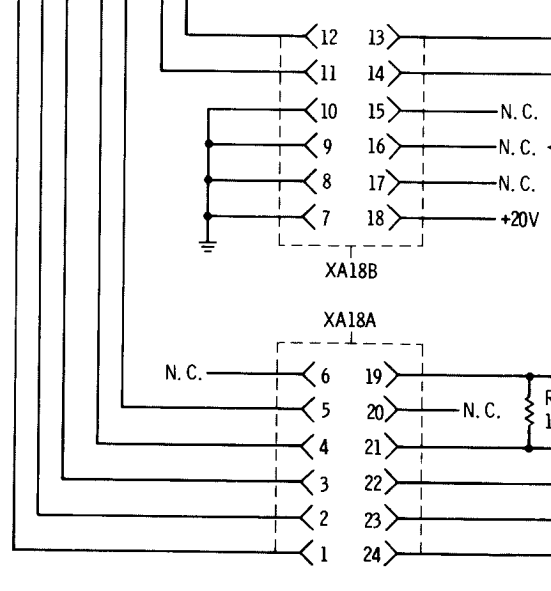 12 13
11 14
10 15 N. C.
9 16 N. C.
8 17 N. C.
7 18 +20V
XA18B
XA18A
N. C. 6 19
5 20 N. C. R
4 21 1
3 22
2 23
1 24